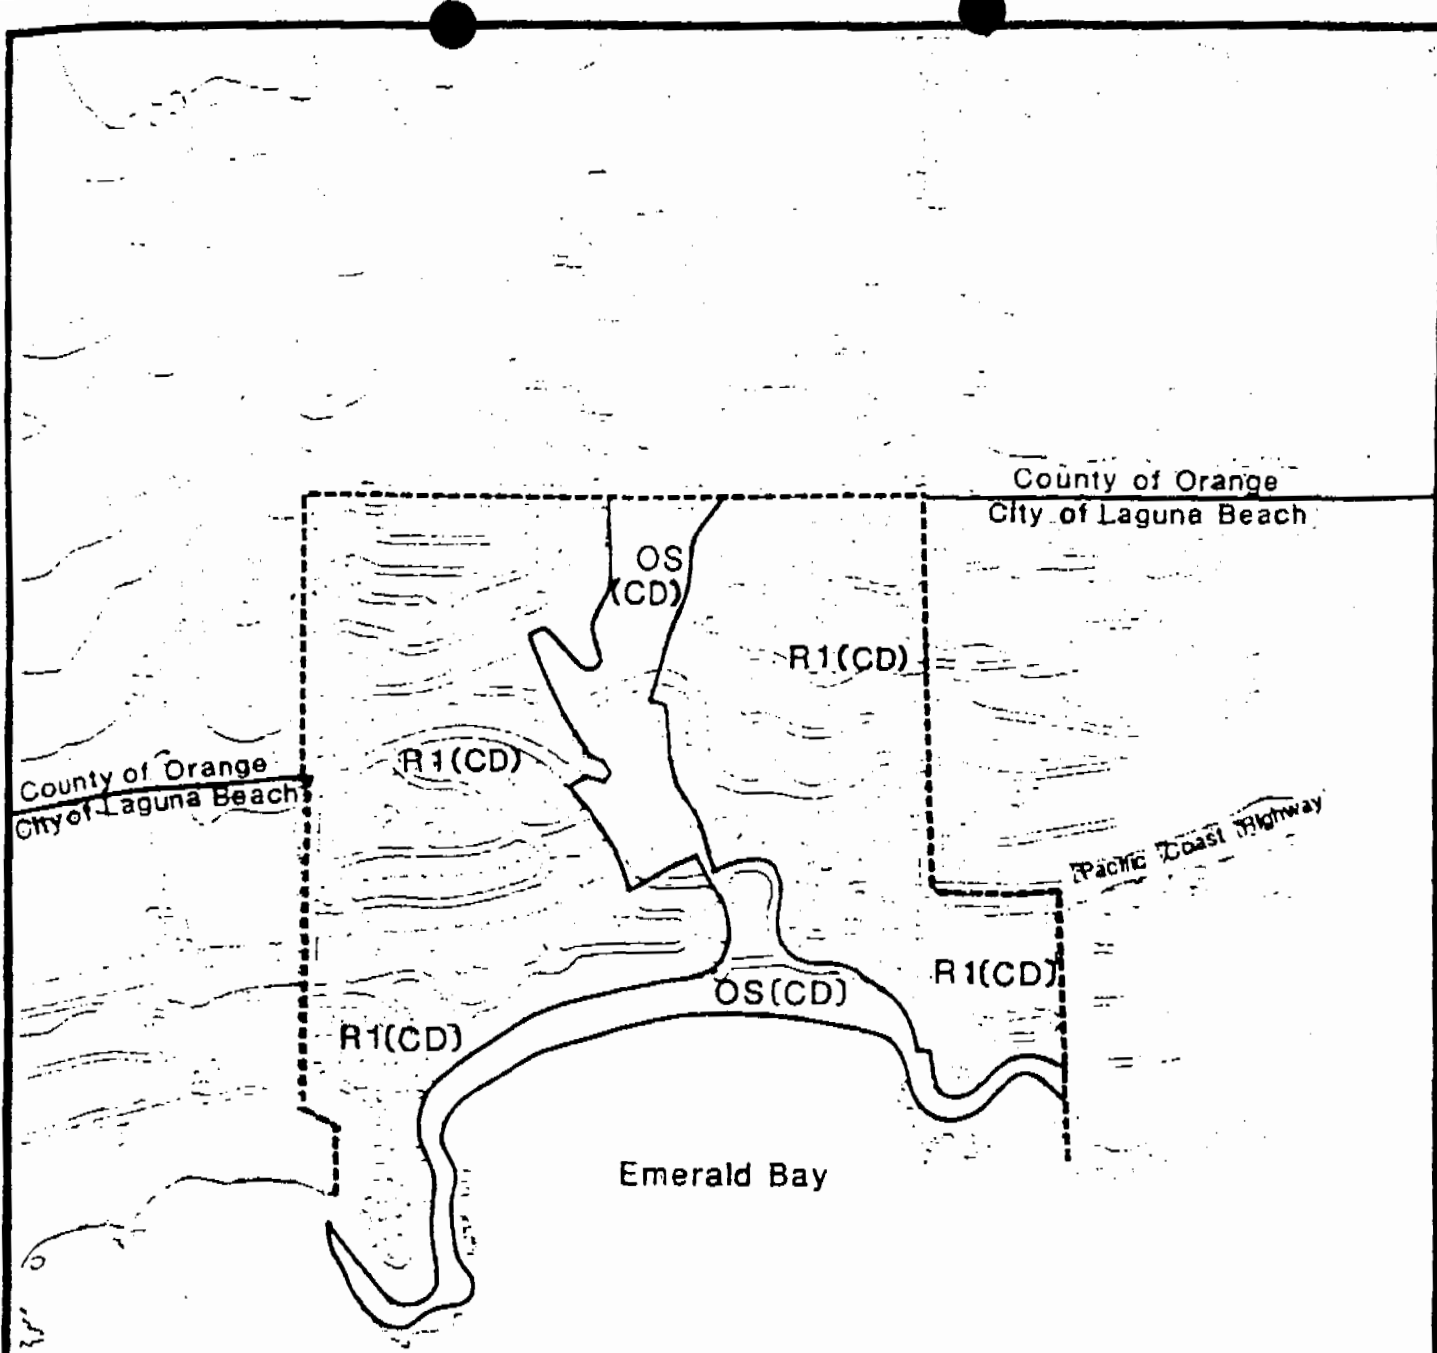 County of Orange
City of Laguna Beach
OS
(CD)
R1(CD)
R1(CD)
County of Orange
City of Laguna Beach
Pacific Coast Highway
R1(CD)
OS(CD)
R1(CD)
Emerald Bay